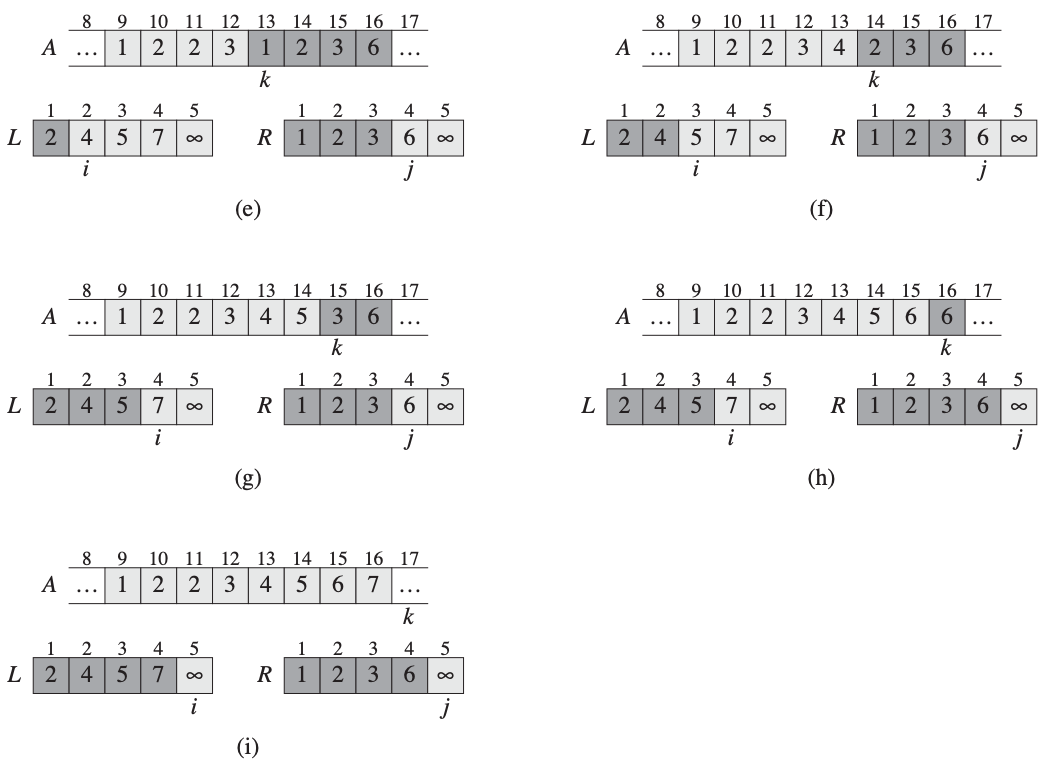 8 9 10 11 12 13 14 15 16 17
A … 1 2 2 3 1 2 3 6 …
k
1 2 3 4 5
L 2 4 5 7 ∞
i
1 2 3 4 5
R 1 2 3 6 ∞
j
(e)
8 9 10 11 12 13 14 15 16 17
A … 1 2 2 3 4 2 3 6 …
k
1 2 3 4 5
L 2 4 5 7 ∞
i
1 2 3 4 5
R 1 2 3 6 ∞
j
(f)
8 9 10 11 12 13 14 15 16 17
A … 1 2 2 3 4 5 3 6 …
k
1 2 3 4 5
L 2 4 5 7 ∞
i
1 2 3 4 5
R 1 2 3 6 ∞
j
(g)
8 9 10 11 12 13 14 15 16 17
A … 1 2 2 3 4 5 6 6 …
k
1 2 3 4 5
L 2 4 5 7 ∞
i
1 2 3 4 5
R 1 2 3 6 ∞
j
(h)
8 9 10 11 12 13 14 15 16 17
A … 1 2 2 3 4 5 6 7 …
k
1 2 3 4 5
L 2 4 5 7 ∞
i
1 2 3 4 5
R 1 2 3 6 ∞
j
(i)